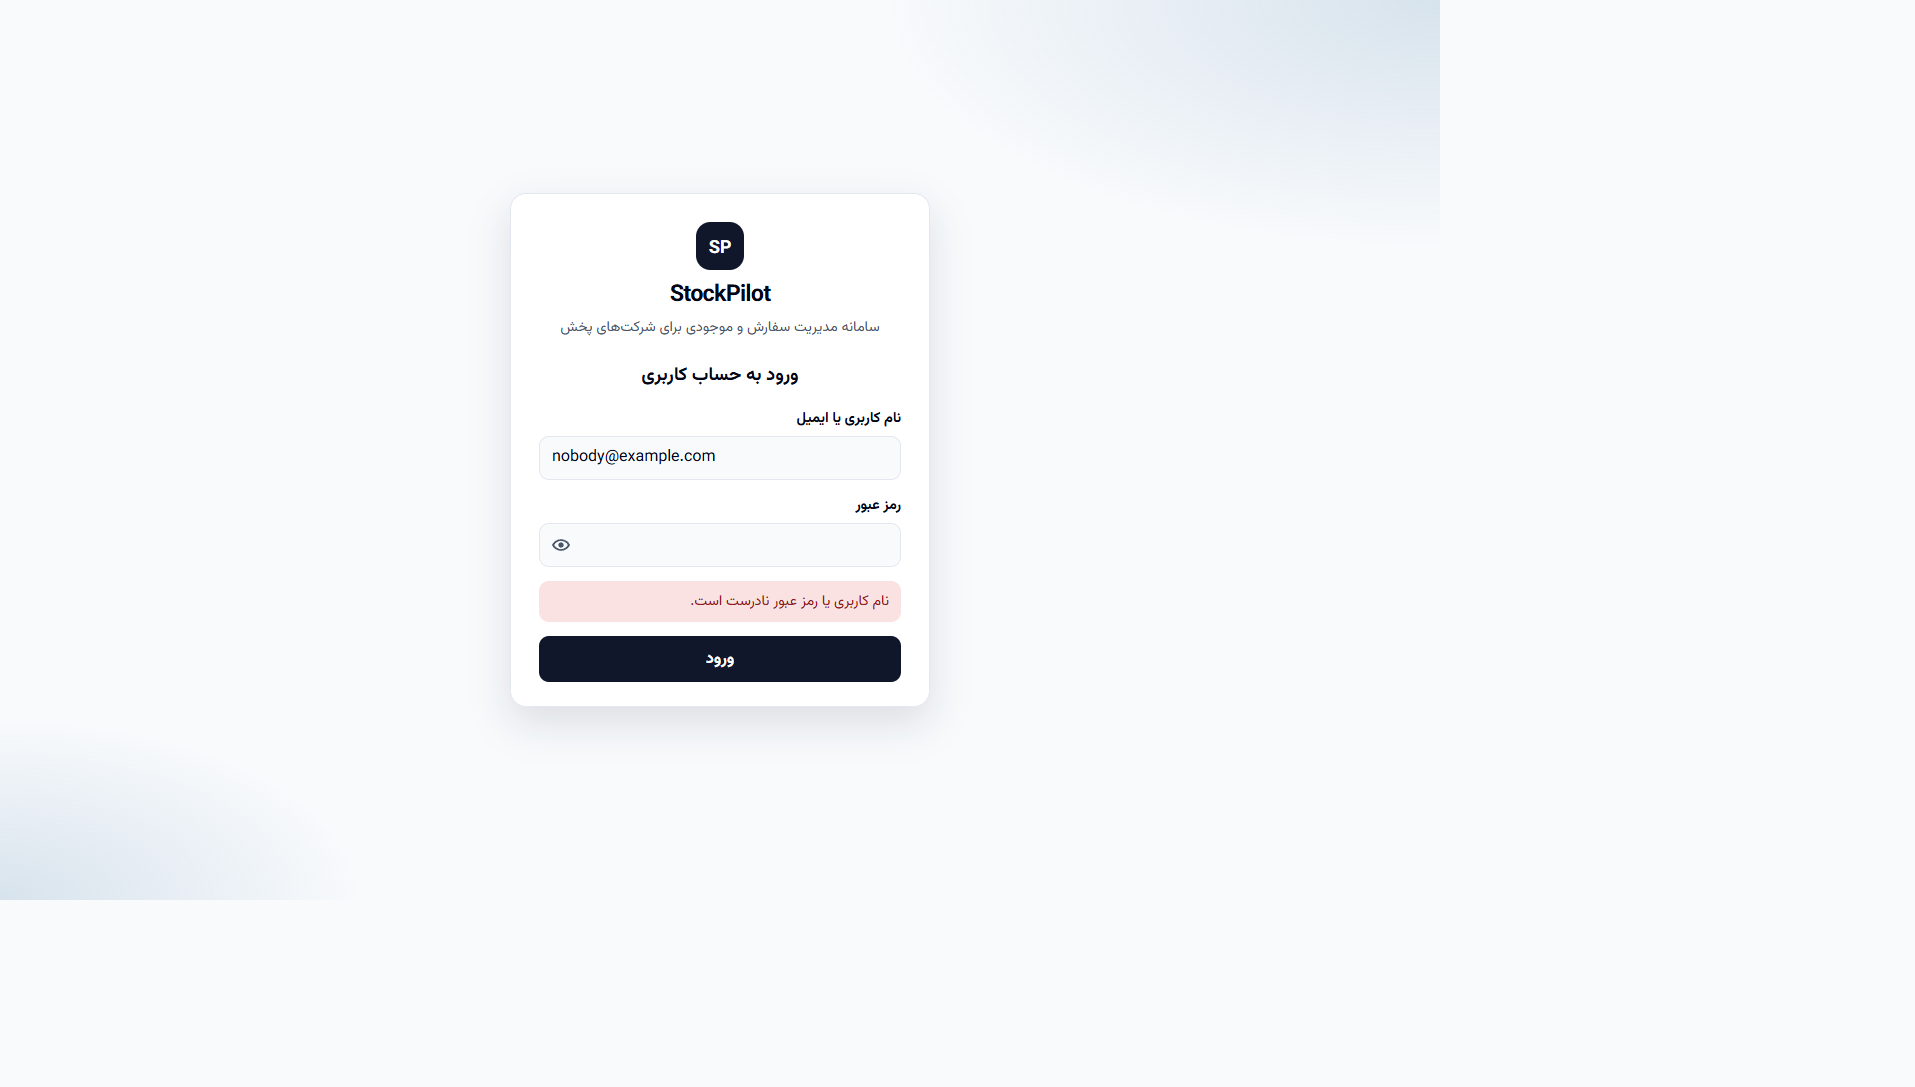 SP
StockPilot
سامانه مدیریت سفارش و موجودی برای شرکت‌های پخش
ورود به حساب کاربری
نام کاربری یا ایمیل
nobody@example.com
رمز عبور
نام کاربری یا رمز عبور نادرست است.
ورود